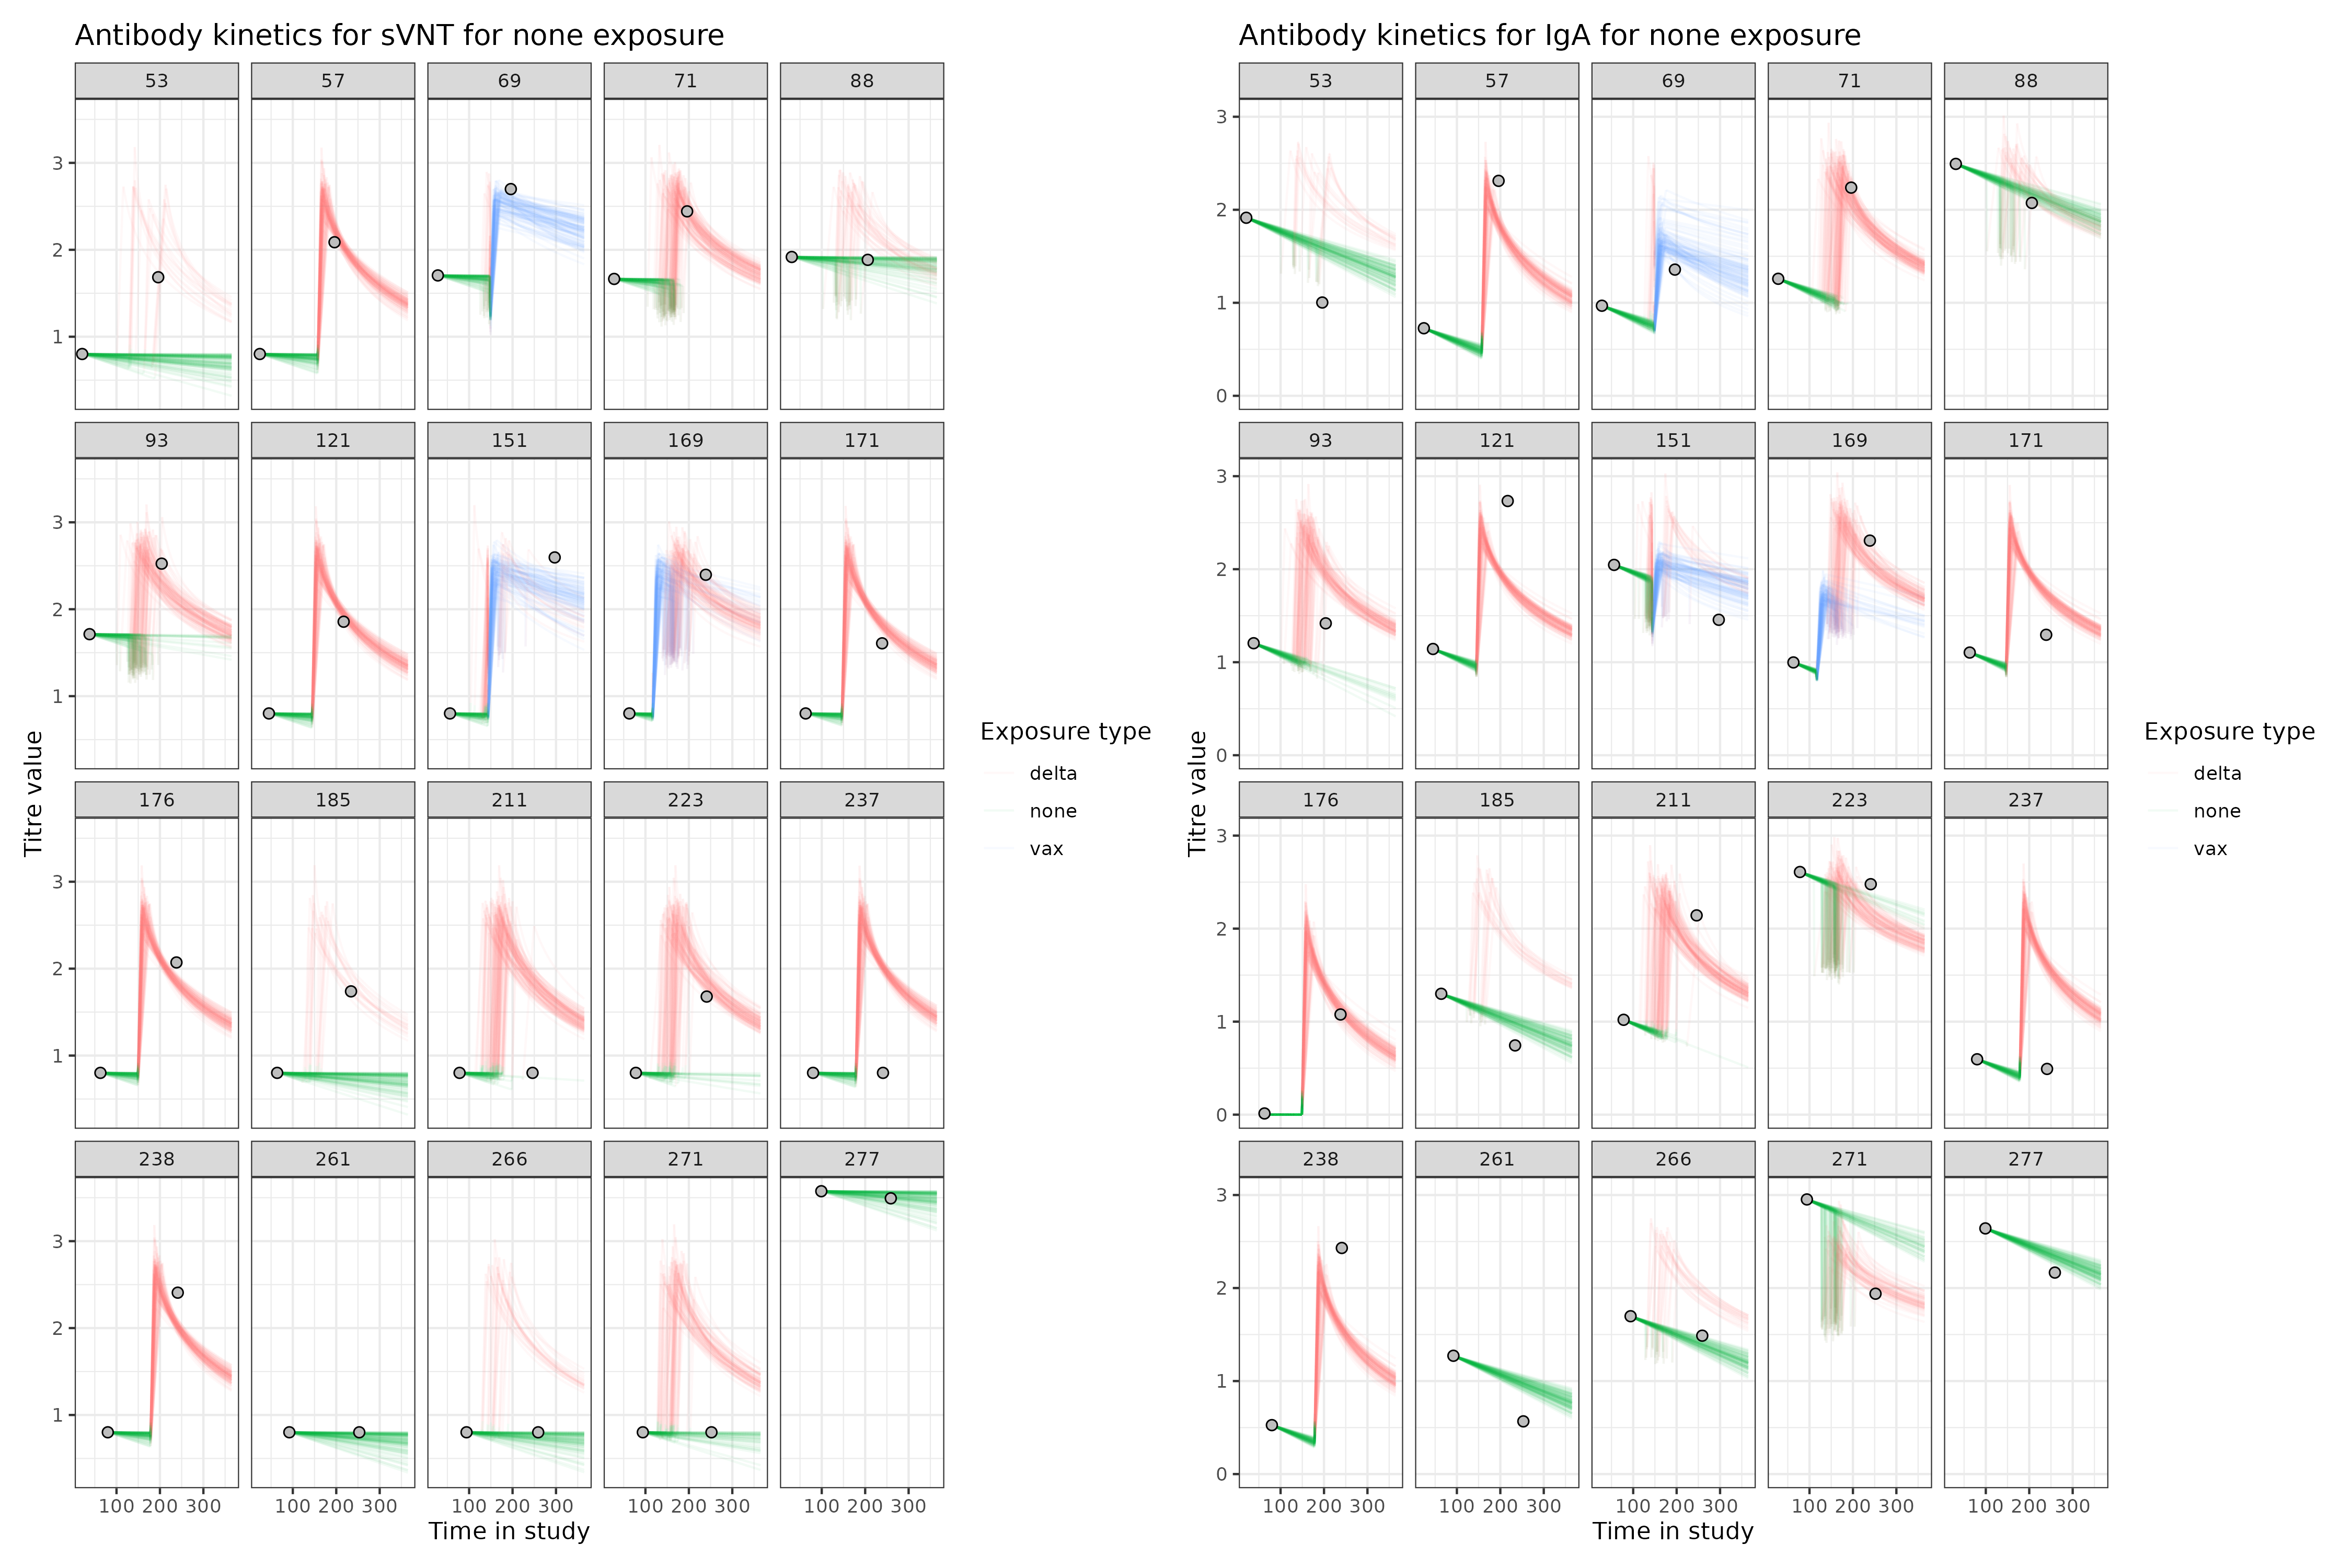 Antibody kinetics for sVNT for none exposure
53 57 69 71 88
3
2
1
93 121 151 169 171
3
2
1
176 185 211 223 237
3
2
1
238 261 266 271 277
3
2
1
100 200 300 100 200 300 100 200 300 100 200 300 100 200 300
Time in study
Titre value
Exposure type
delta
none
vax
Antibody kinetics for IgA for none exposure
53 57 69 71 88
3
2
1
0
93 121 151 169 171
3
2
1
0
176 185 211 223 237
3
2
1
0
238 261 266 271 277
3
2
1
0
100 200 300 100 200 300 100 200 300 100 200 300 100 200 300
Time in study
Titre value
Exposure type
delta
none
vax